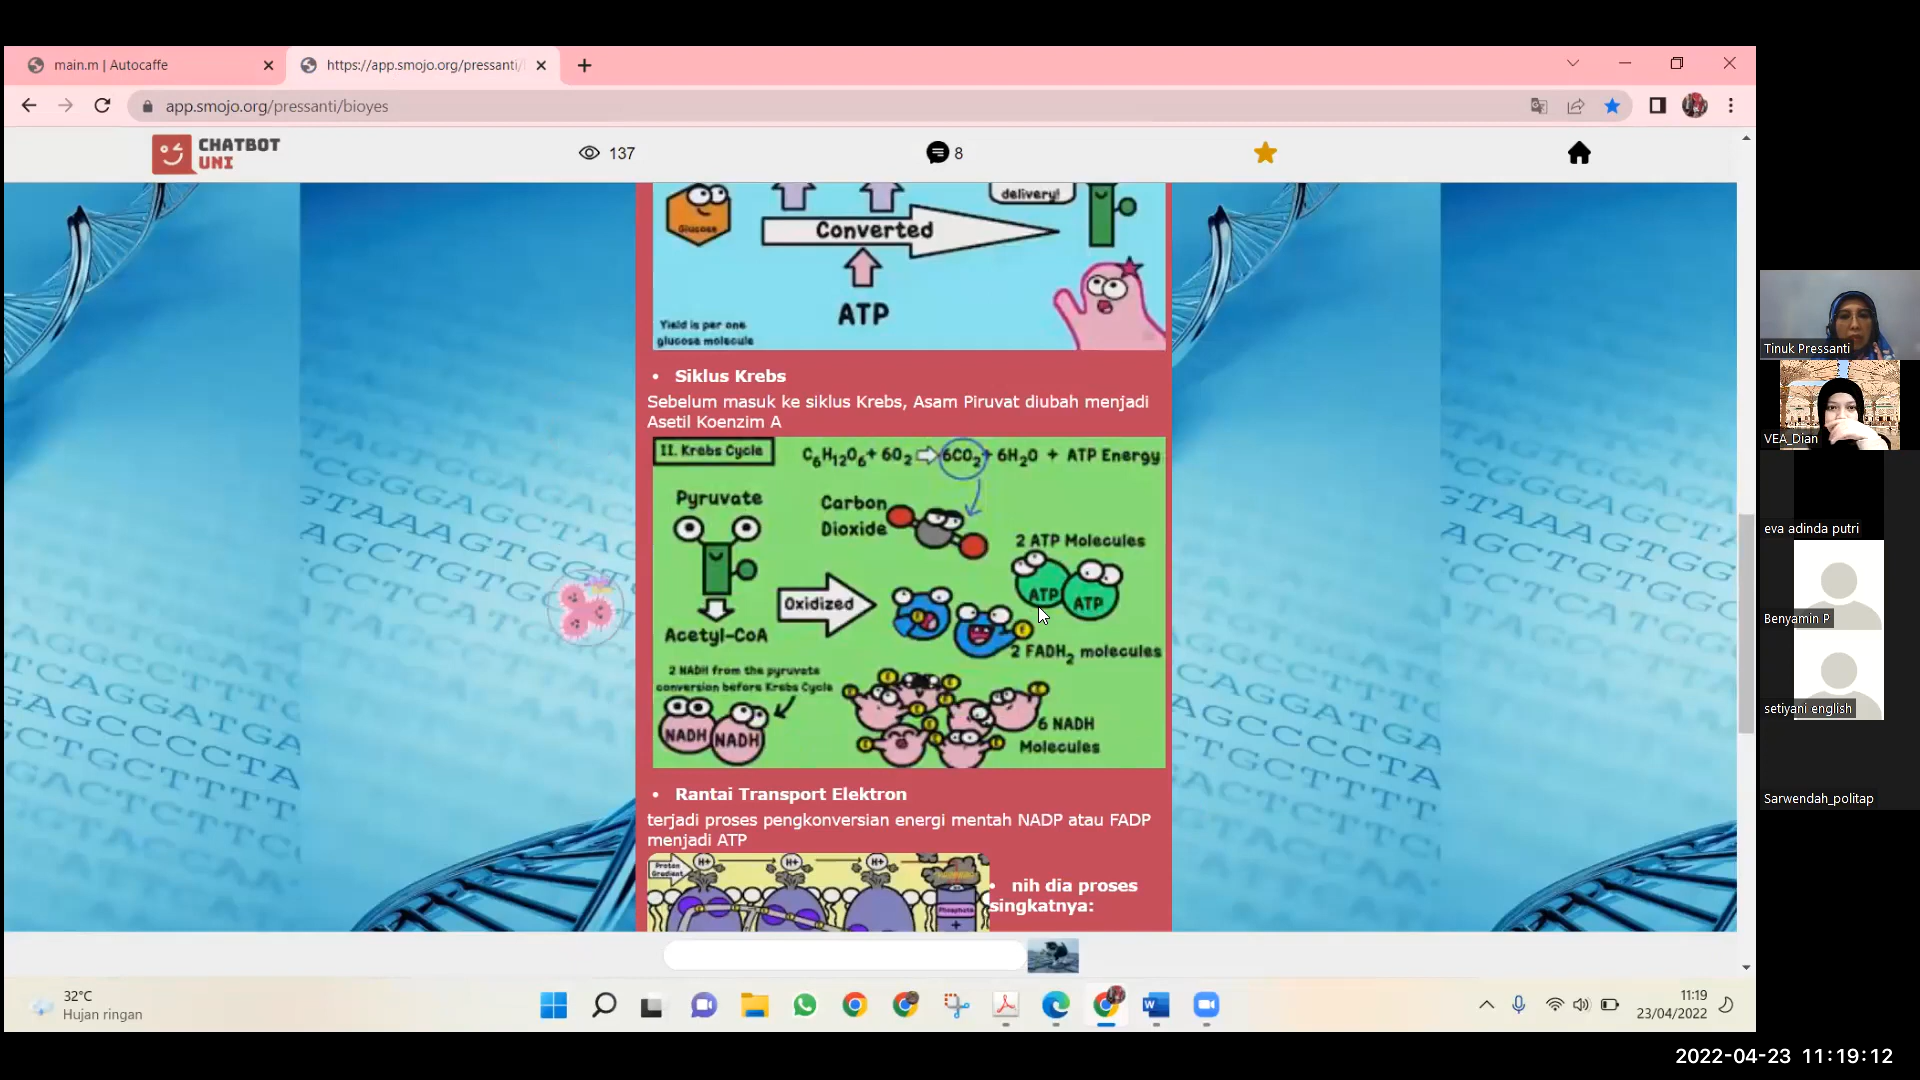 main.m | Autocaffe
https://app.smojo.org/pressanti/
app.smojo.org/pressanti/bioyes
CHATBOT
UNI
137
8
delivery!
Glucose
Converted
ATP
Yield is per one
glucose molecule
• Siklus Krebs
Sebelum masuk ke siklus Krebs, Asam Piruvat diubah menjadi
Asetil Koenzim A
II. Krebs Cycle
C6H12O6+ 6O2 ⇨ 6CO2+ 6H2O + ATP Energy
Pyruvate
Carbon
Dioxide
2 ATP Molecules
ATP
ATP
Oxidized
Acetyl-CoA
2 FADH2 molecules
2 NADH from the pyruvate
conversion before Krebs Cycle
NADH
NADH
6 NADH
Molecules
• Rantai Transport Elektron
terjadi proses pengkonversian energi mentah NADP atau FADP
menjadi ATP
Proton
Gradient
H+
H+
H+
Phosphate
+
• nih dia proses
singkatnya:
Tinuk Pressanti
VEA_Dian
eva adinda putri
Benyamin P
setiyani english
Sarwendah_politap
32°C
Hujan ringan
11:19
23/04/2022
2022-04-23 11:19:12